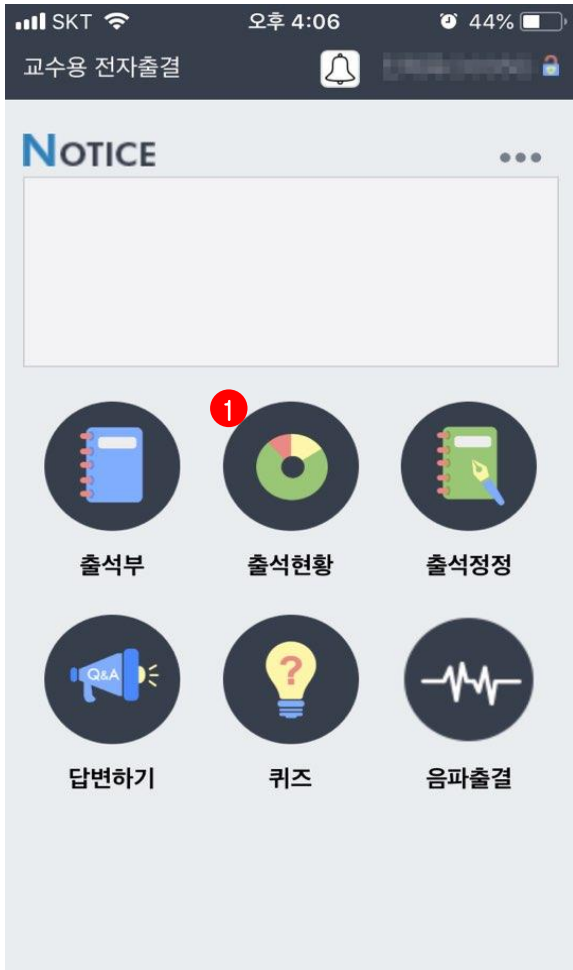 SKT 오후 4:06 44%
교수용 전자출결
NOTICE
1
출석부 출석현황 출석정정
Q&A ?
답변하기 퀴즈 음파출결